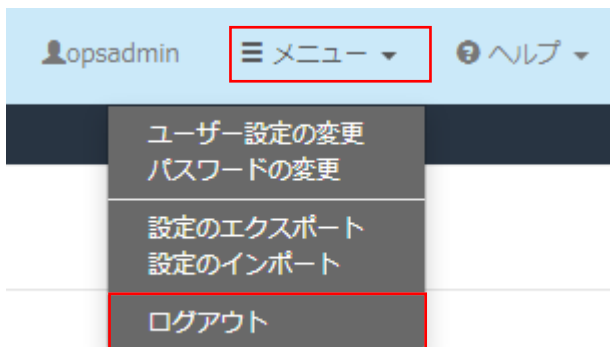 opsadmin メニュー ヘルプ
ユーザー設定の変更
パスワードの変更
設定のエクスポート
設定のインポート
ログアウト